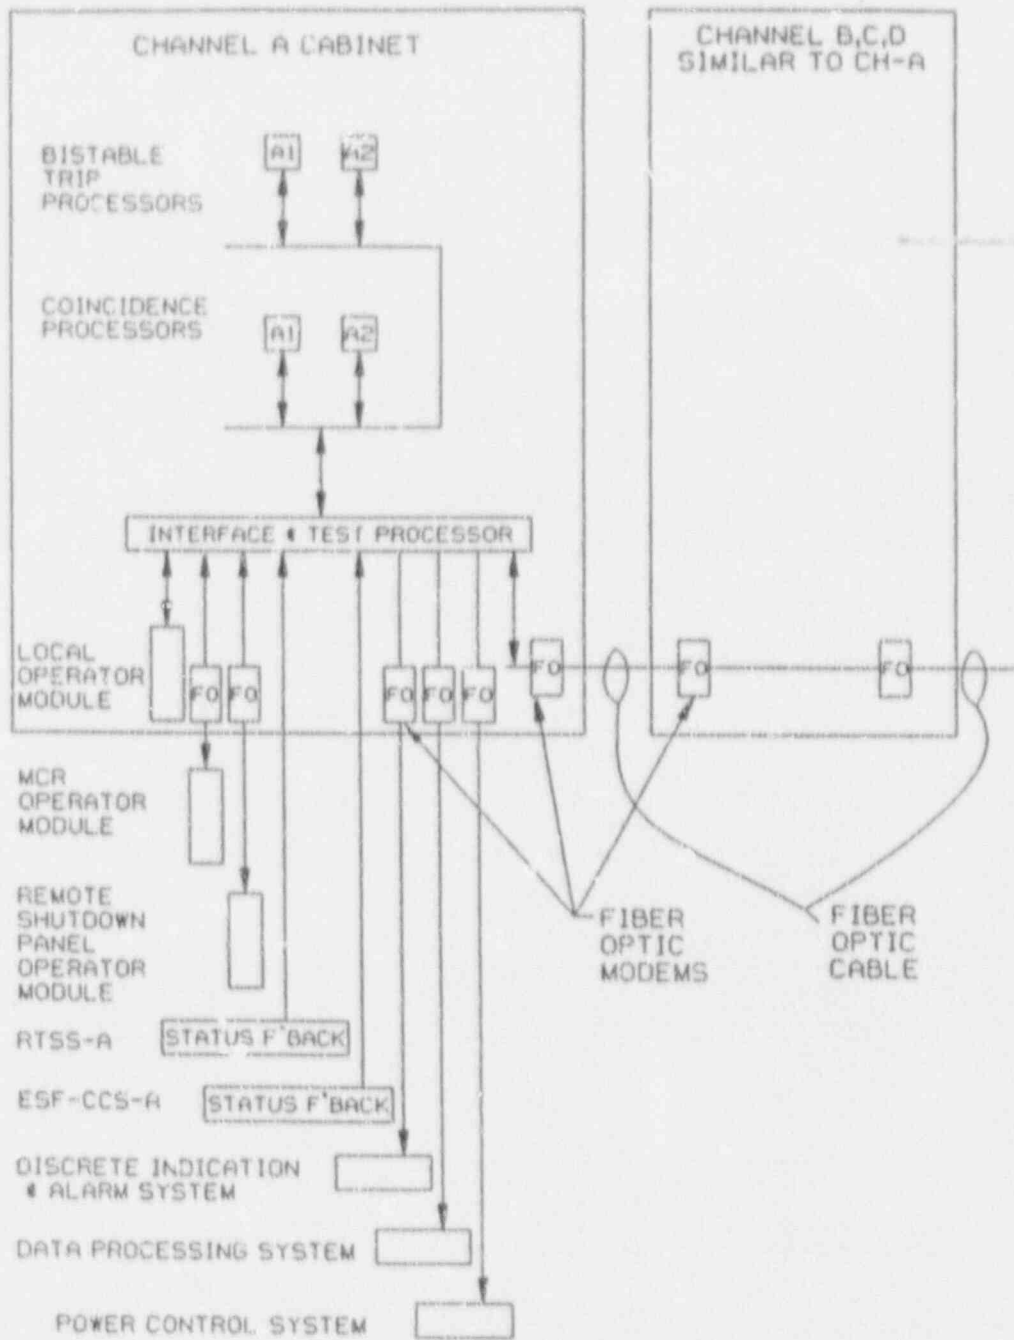 CHANNEL A CABINET
CHANNEL B,C,D
SIMILAR TO CH-A
BISTABLE
TRIP
PROCESSORS
A1
A2
COINCIDENCE
PROCESSORS
A1
A2
INTERFACE & TEST PROCESSOR
LOCAL
OPERATOR
MODULE
FO
FO
FO
FO
FO
FO
FO
FO
MCR
OPERATOR
MODULE
REMOTE
SHUTDOWN
PANEL
OPERATOR
MODULE
FIBER
OPTIC
MODEMS
FIBER
OPTIC
CABLE
RTSS-A
STATUS F'BACK
ESF-CCS-A
STATUS F'BACK
DISCRETE INDICATION
& ALARM SYSTEM
DATA PROCESSING SYSTEM
POWER CONTROL SYSTEM